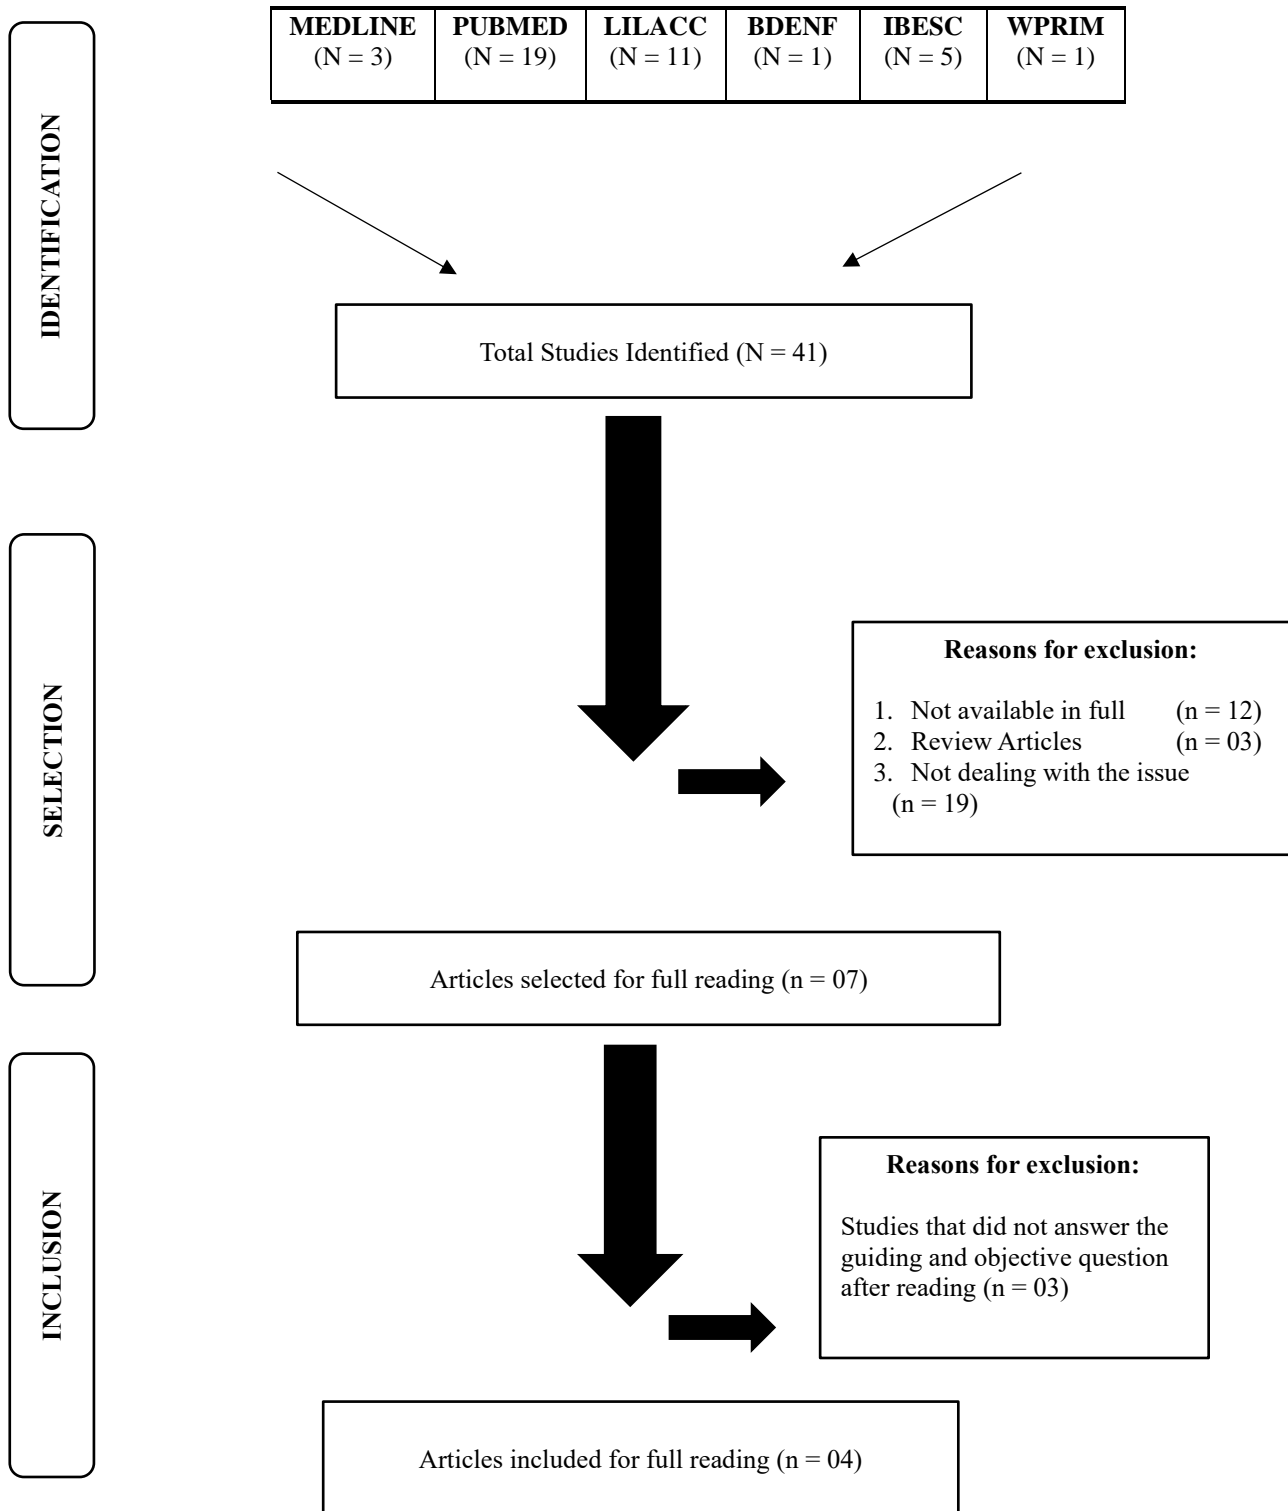 MEDLINE PUBMED LILACC BDENF IBESC WPRIM
(N = 3) (N = 19) (N = 11) (N = 1) (N = 5) (N = 1)
IDENTIFICATION
Total Studies Identified (N = 41)
SELECTION
Reasons for exclusion:
1. Not available in full (n = 12)
2. Review Articles (n = 03)
3. Not dealing with the issue
(n = 19)
Articles selected for full reading (n = 07)
INCLUSION
Reasons for exclusion:
Studies that did not answer the
guiding and objective question
after reading (n = 03)
Articles included for full reading (n = 04)